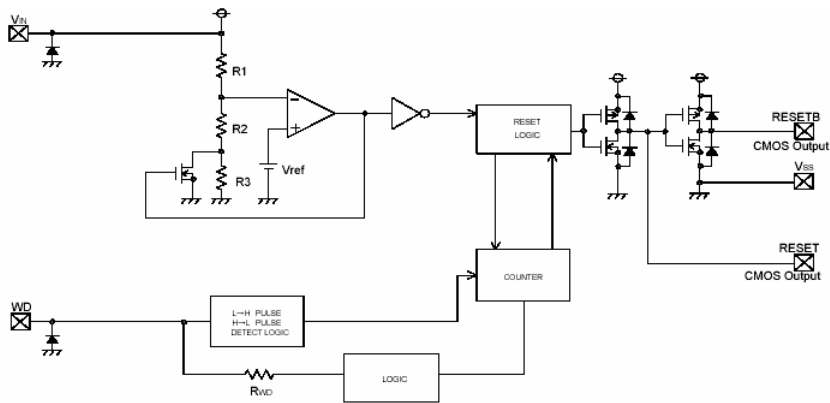 VIN
R1
R2
R3
Vref
RESET
LOGIC
RESETB
CMOS Output
VSS
RESET
CMOS Output
COUNTER
WD
L→H PULSE
H→L PULSE
DETECT LOGIC
RWD
LOGIC